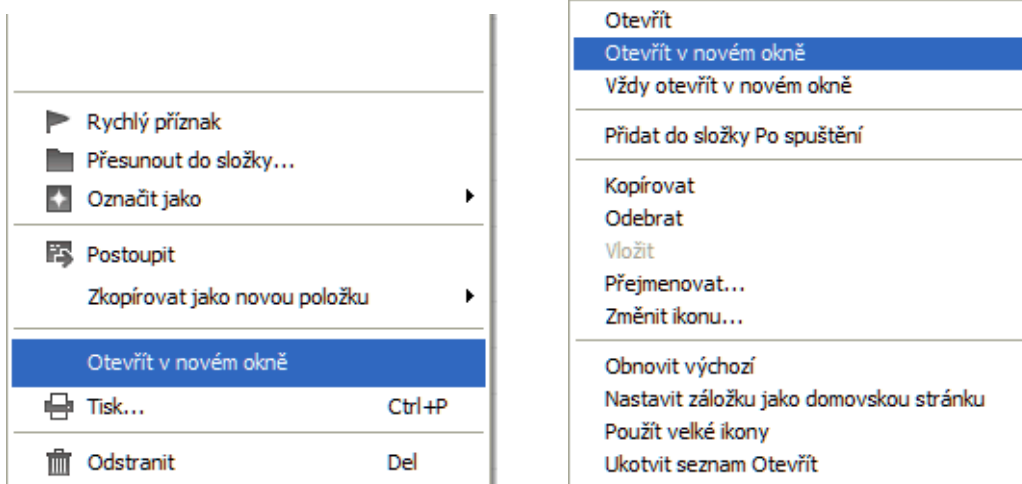 Rychlý příznak
Přesunout do složky...
Označit jako
Postoupit
Zkopírovat jako novou položku
Otevřít v novém okně
Tisk... Ctrl+P
Odstranit Del
Otevřít
Otevřít v novém okně
Vždy otevřít v novém okně
Přidat do složky Po spuštění
Kopírovat
Odebrat
Vložit
Přejmenovat...
Změnit ikonu...
Obnovit výchozí
Nastavit záložku jako domovskou stránku
Použít velké ikony
Ukotvit seznam Otevřít